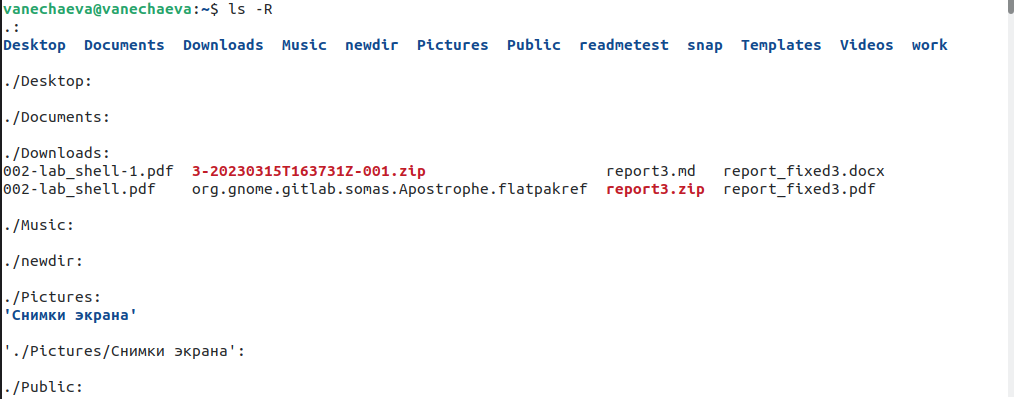 vanechaeva@vanechaeva:~$ ls -R
.:
Desktop  Documents  Downloads  Music  newdir  Pictures  Public  readmetest  snap  Templates  Videos  work
./Desktop:
./Documents:
./Downloads:
002-lab_shell-1.pdf  3-20230315T163731Z-001.zip                    report3.md   report_fixed3.docx
002-lab_shell.pdf    org.gnome.gitlab.somas.Apostrophe.flatpakref  report3.zip  report_fixed3.pdf
./Music:
./newdir:
./Pictures:
'Снимки экрана'
'./Pictures/Снимки экрана':
./Public: